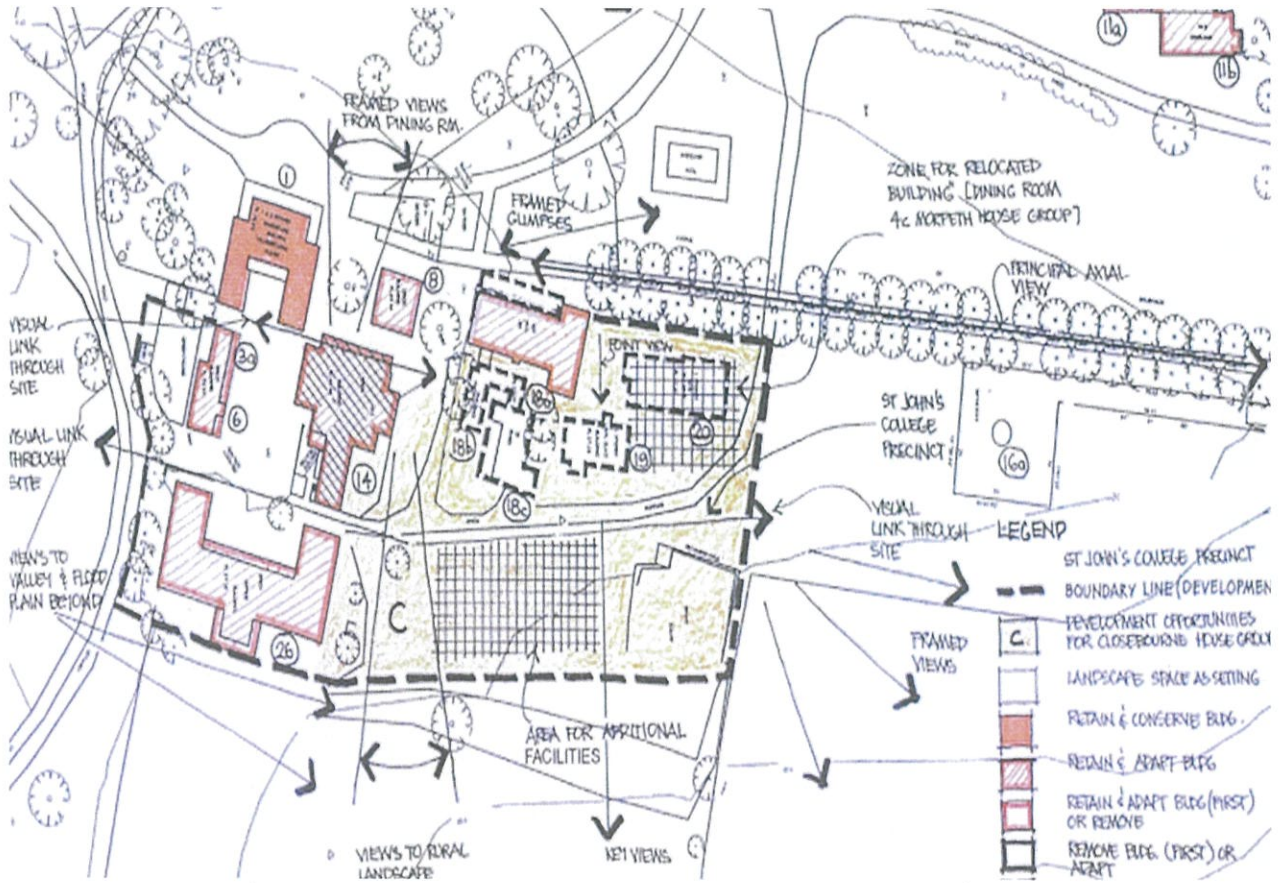 11a
11b
FRAMED VIEWS
FROM DINING RM.
1
ZONE FOR RELOCATED
BUILDING [DINING ROOM
4c MORPETH HOUSE GROUP]
FRAMED
GLIMPSES
8
PRINCIPAL AXIAL
VIEW
VISUAL
LINK
THROUGH
SITE
3a
POINT VIEW
6
ST JOHN'S
COLLEGE
PRECINCT
18a
20
VISUAL LINK
THROUGH
SITE
18b
19
16a
14
18c
VISUAL
LINK THROUGH
SITE
VIEWS TO
VALLEY & FLOOD
PLAIN BEYOND
C
26
FRAMED
VIEWS
AREA FOR ADDITIONAL
FACILITIES
VIEWS TO RURAL
LANDSCAPE
KEY VIEWS
LEGEND
ST JOHN'S COLLEGE PRECINCT
BOUNDARY LINE (DEVELOPMEN
C
DEVELOPMENT OPPORTUNITIES
FOR CLOSEBOURNE HOUSE GROU
LANDSCAPE SPACE AS SETTING
RETAIN & CONSERVE BLDG.
RETAIN & ADAPT BLDG
RETAIN & ADAPT BLDG (FIRST)
OR REMOVE
REMOVE BLDG. (FIRST) OR
ADAPT